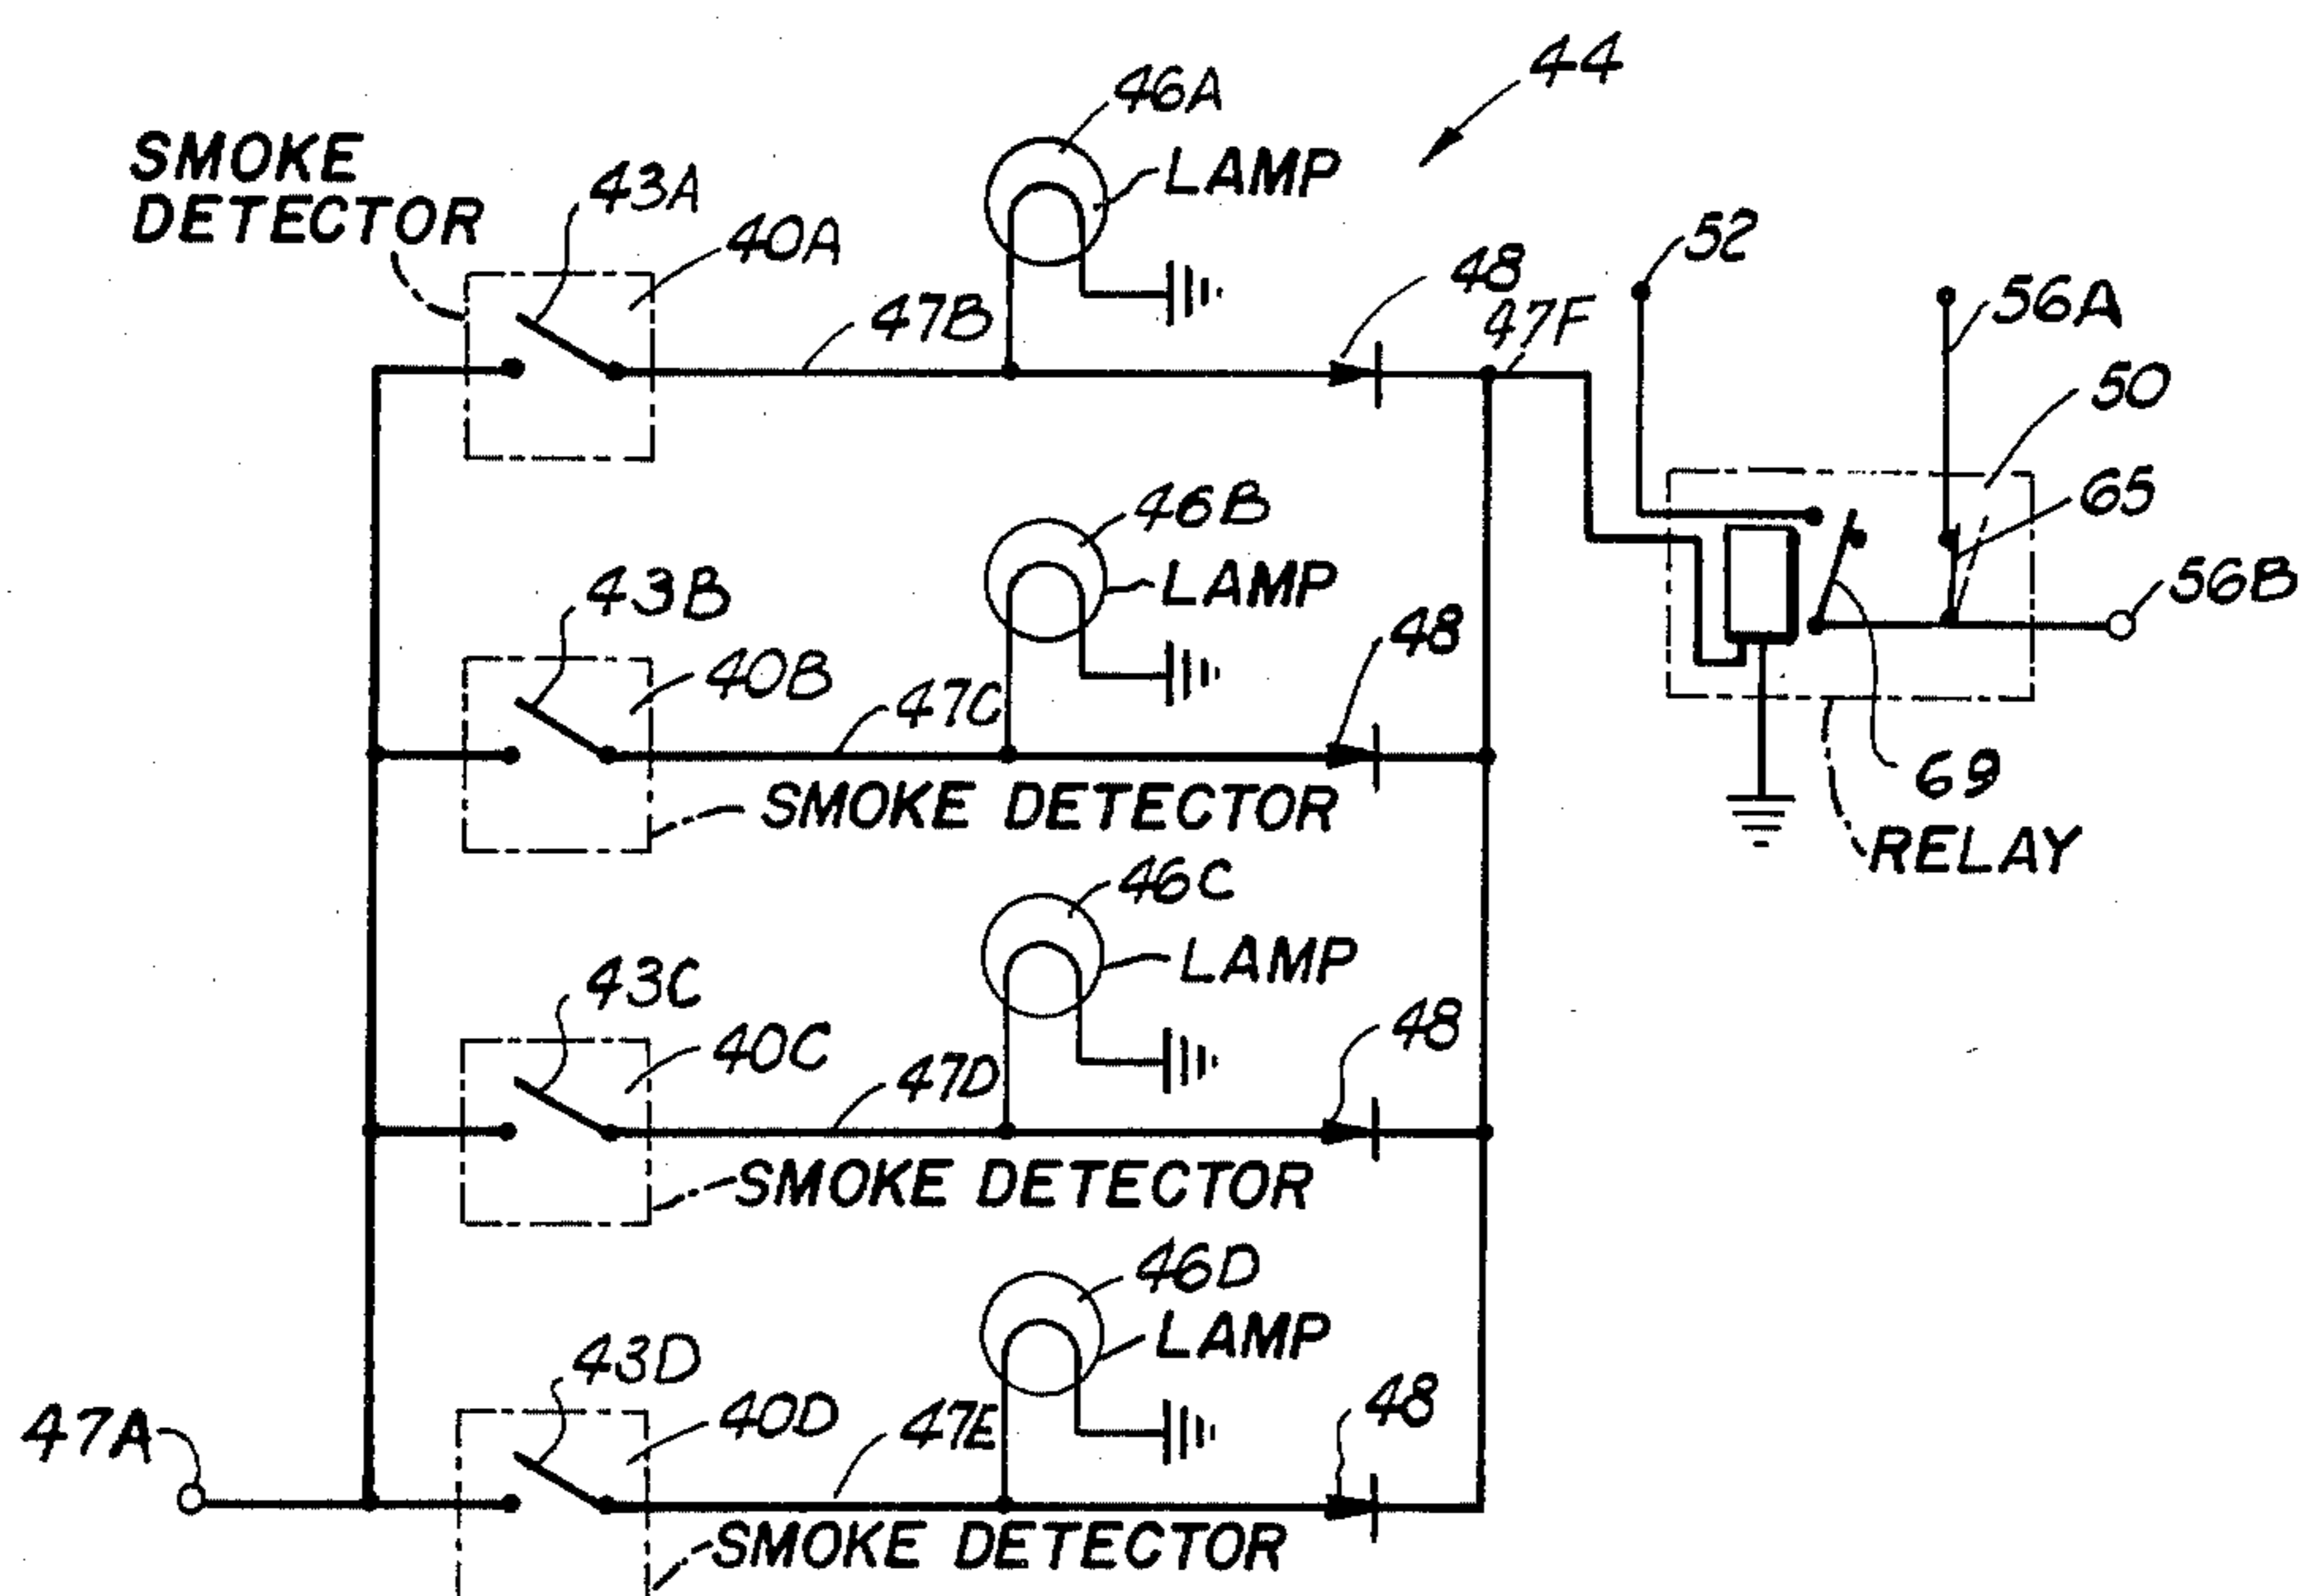 44
46A
LAMP
SMOKE
DETECTOR
43A
40A
47B
48
47F
52
56A
50
65
56B
69
RELAY
46B
LAMP
43B
40B
47C
48
SMOKE DETECTOR
46C
LAMP
43C
40C
47D
48
SMOKE DETECTOR
46D
LAMP
43D
40D
47E
48
47A
SMOKE DETECTOR